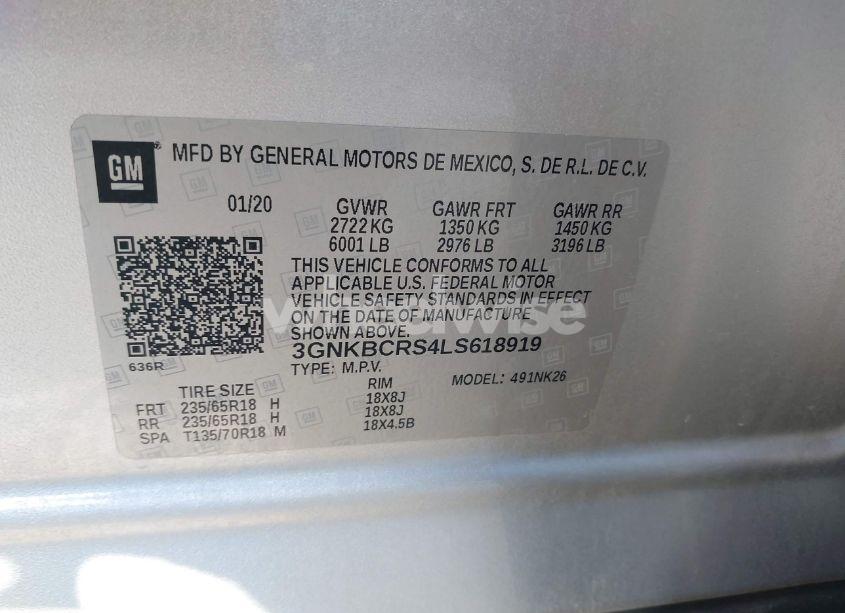 GM
MFD BY GENERAL MOTORS DE MEXICO, S. DE R.L. DE C.V.
01/20 GVWR GAWR FRT GAWR RR
2722 KG 1350 KG 1450 KG
6001 LB 2976 LB 3196 LB
THIS VEHICLE CONFORMS TO ALL
APPLICABLE U.S. FEDERAL MOTOR
VEHICLE SAFETY STANDARDS IN EFFECT
ON THE DATE OF MANUFACTURE
SHOWN ABOVE.
3GNKBCRS4LS618919
636R
TYPE: M.P.V. MODEL: 491NK26
TIRE SIZE RIM
FRT 235/65R18 H 18X8J
RR 235/65R18 H 18X8J
SPA T135/70R18 M 18X4.5B